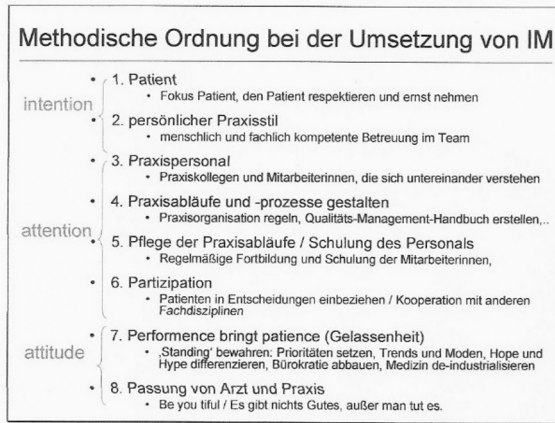 Methodische Ordnung bei der Umsetzung von IM
intention
• 1. Patient
• Fokus Patient, den Patient respektieren und ernst nehmen
• 2. persönlicher Praxisstil
• menschlich und fachlich kompetente Betreuung im Team
attention
• 3. Praxispersonal
• Praxiskollegen und Mitarbeiterinnen, die sich untereinander verstehen
• 4. Praxisabläufe und -prozesse gestalten
• Praxisorganisation regeln, Qualitäts-Management-Handbuch erstellen,..
• 5. Pflege der Praxisabläufe / Schulung des Personals
• Regelmäßige Fortbildung und Schulung der Mitarbeiterinnen,
• 6. Partizipation
• Patienten in Entscheidungen einbeziehen / Kooperation mit anderen
Fachdisziplinen
attitude
• 7. Performence bringt patience (Gelassenheit)
• ‚Standing' bewahren: Prioritäten setzen, Trends und Moden, Hope und
Hype differenzieren, Bürokratie abbauen, Medizin de-industrialisieren
• 8. Passung von Arzt und Praxis
• Be you tiful / Es gibt nichts Gutes, außer man tut es.